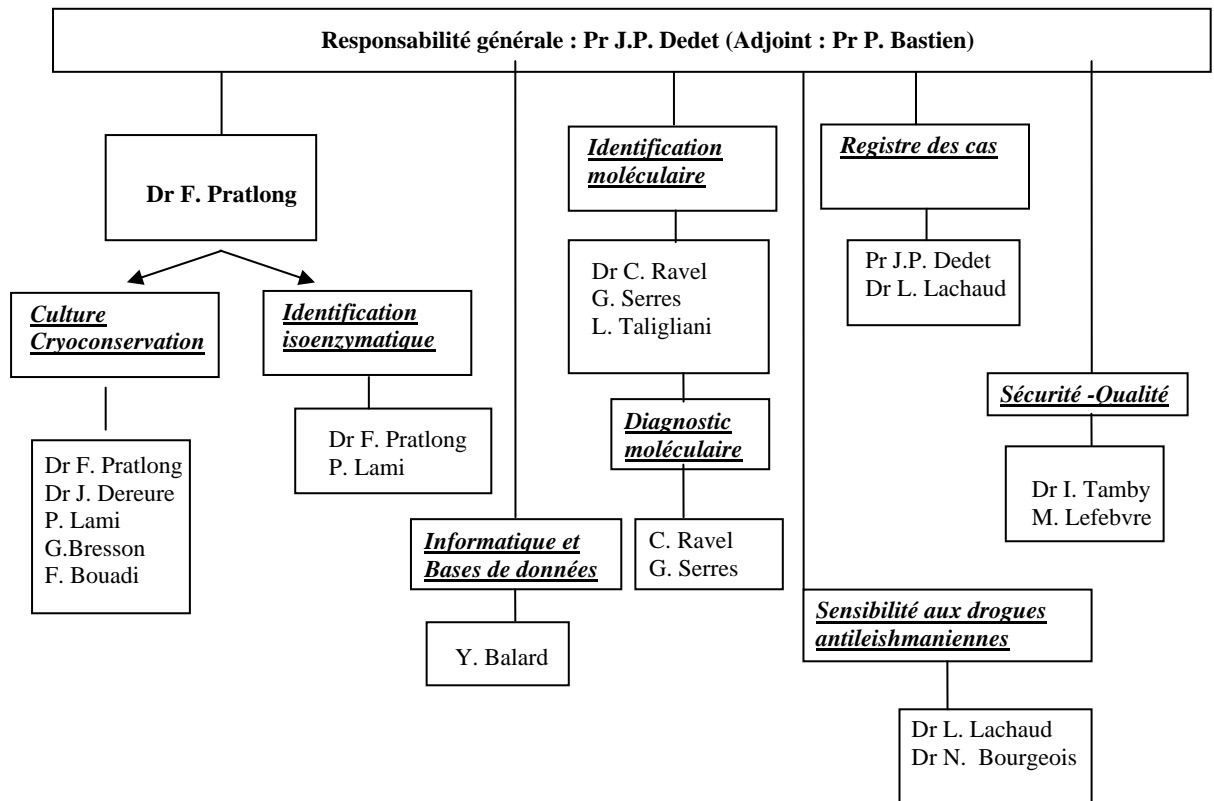 Responsabilité générale : Pr J.P. Dedet (Adjoint : Pr P. Bastien)
Dr F. Pratlong
Culture
Cryoconservation
Dr F. Pratlong
Dr J. Dereure
P. Lami
G.Bresson
F. Bouadi
Identification
isoenzymatique
Dr F. Pratlong
P. Lami
Informatique et
Bases de données
Y. Balard
Identification
moléculaire
Dr C. Ravel
G. Serres
L. Taligliani
Diagnostic
moléculaire
C. Ravel
G. Serres
Registre des cas
Pr J.P. Dedet
Dr L. Lachaud
Sensibilité aux drogues
antileishmaniennes
Dr L. Lachaud
Dr N. Bourgeois
Sécurité -Qualité
Dr I. Tamby
M. Lefebvre